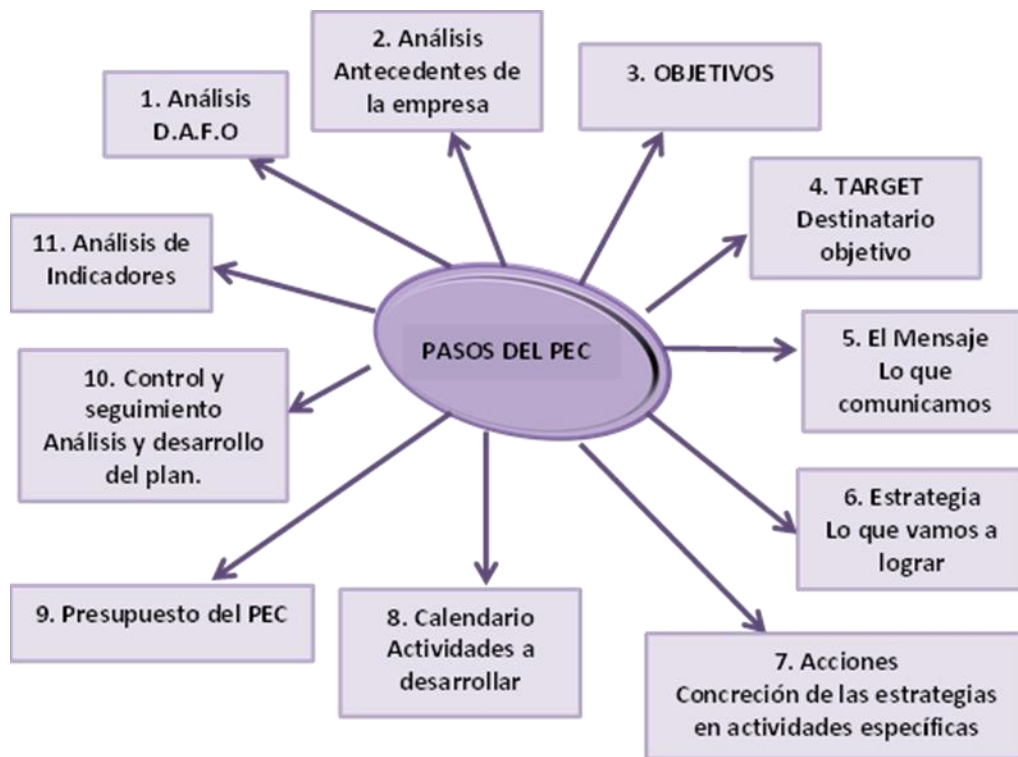 PASOS DEL PEC
1. Análisis
D.A.F.O
2. Análisis
Antecedentes de
la empresa
3. OBJETIVOS
4. TARGET
Destinatario
objetivo
5. El Mensaje
Lo que
comunicamos
6. Estrategia
Lo que vamos a
lograr
7. Acciones
Concreción de las estrategias
en actividades específicas
8. Calendario
Actividades a
desarrollar
9. Presupuesto del PEC
10. Control y
seguimiento
Análisis y desarrollo
del plan.
11. Análisis de
Indicadores